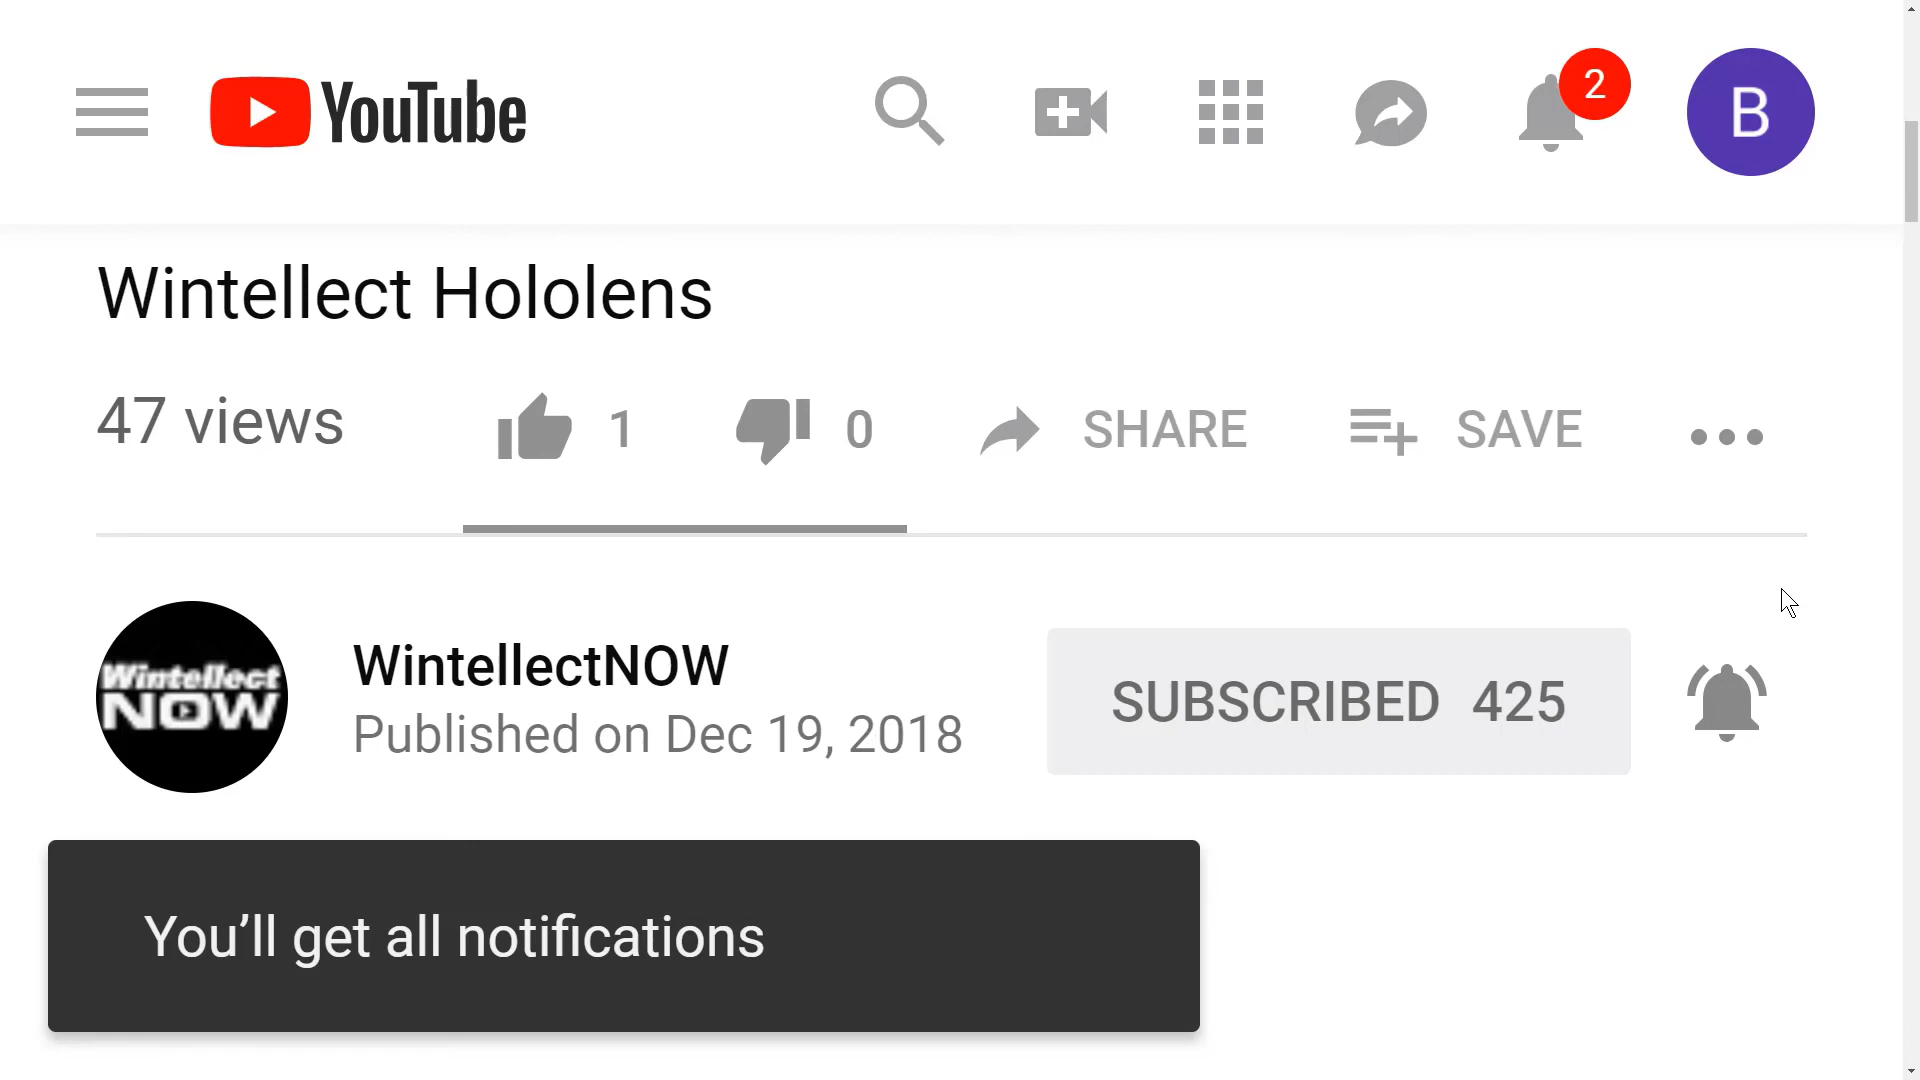 YouTube
2
B
Wintellect Hololens
47 views
1
0
SHARE
SAVE
Wintellect
NOW
WintellectNOW
Published on Dec 19, 2018
SUBSCRIBED 425
You’ll get all notifications